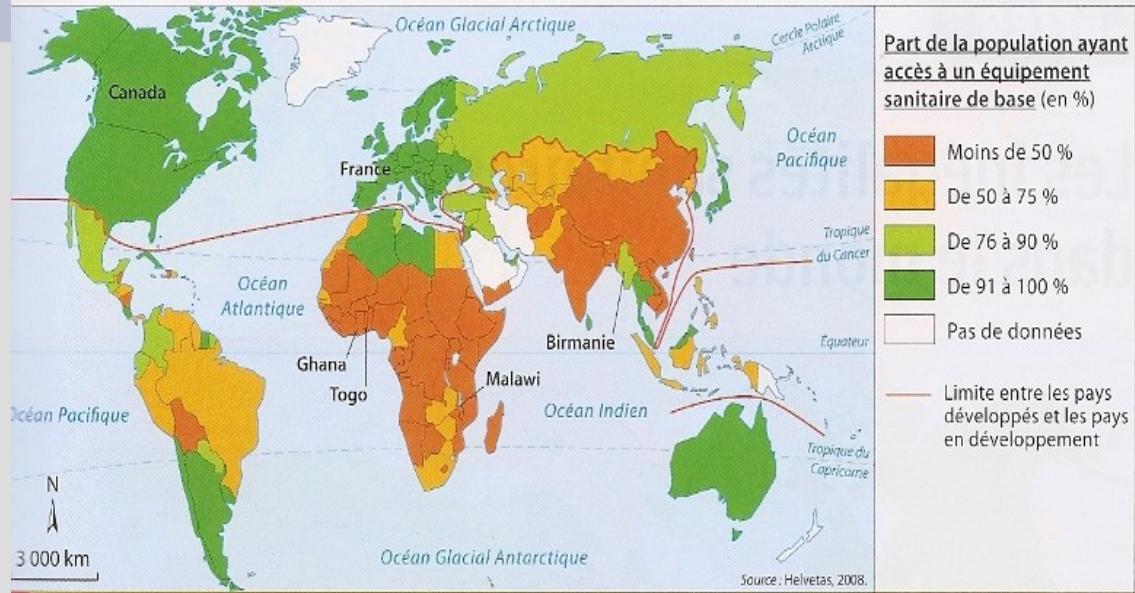 Océan Glacial Arctique
Cercle Polaire
Arctique
Canada
Océan
Pacifique
France
Tropique
du Cancer
Océan
Atlantique
Birmanie
Équateur
Ghana
Togo
Malawi
Océan Pacifique
Océan Indien
Tropique du
Capricorne
N
3 000 km
Océan Glacial Antarctique
Source : Helvetas, 2008.
Part de la population ayant
accès à un équipement
sanitaire de base (en %)
Moins de 50 %
De 50 à 75 %
De 76 à 90 %
De 91 à 100 %
Pas de données
Limite entre les pays
développés et les pays
en développement